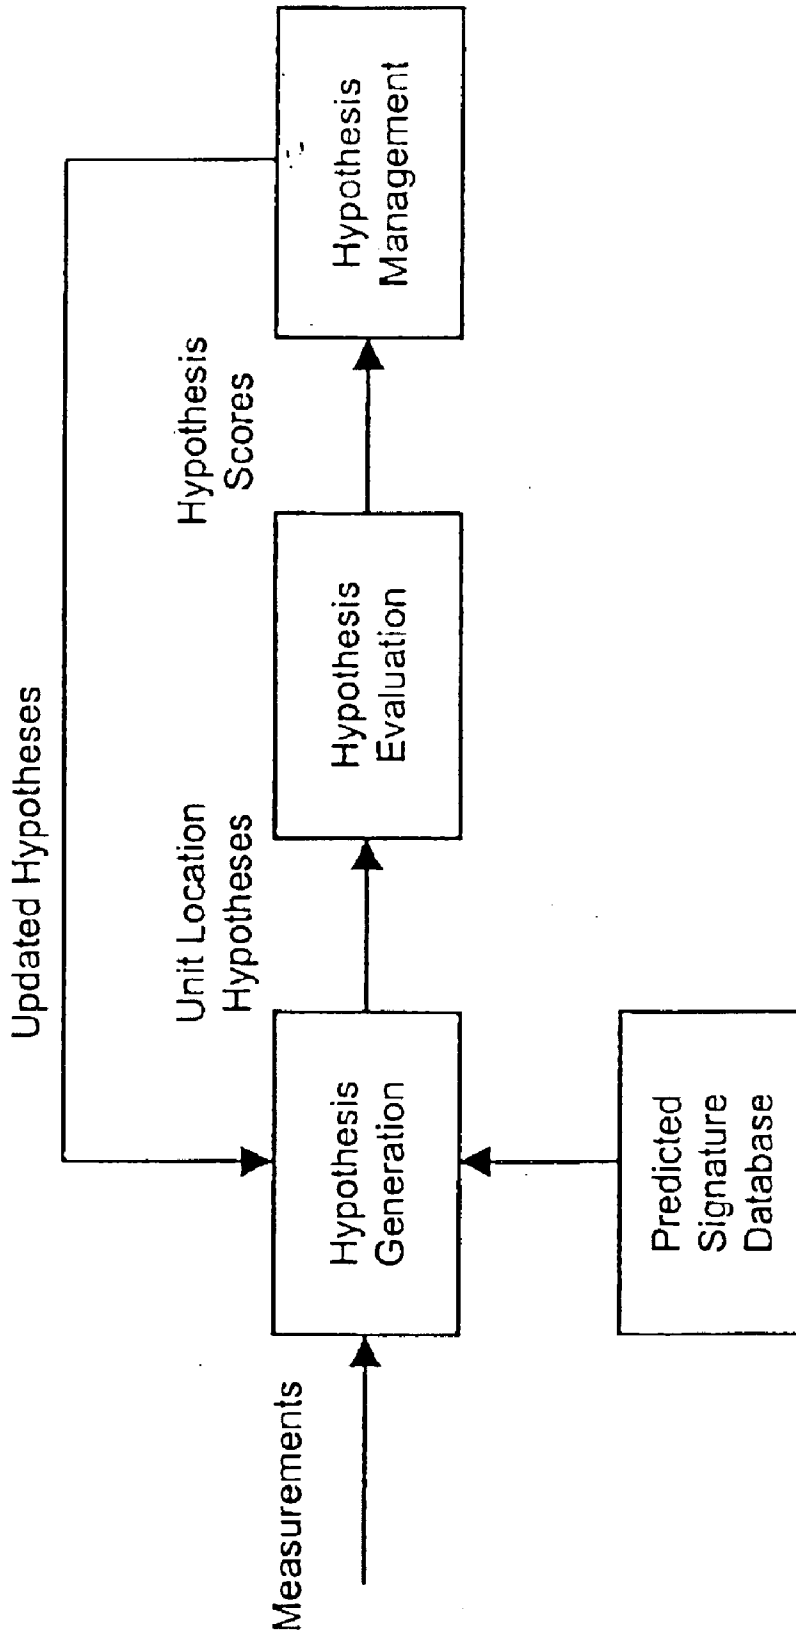 Updated Hypotheses
Unit Location
Hypotheses
Hypothesis
Scores
Measurements
Hypothesis
Generation
Hypothesis
Evaluation
Hypothesis
Management
Predicted
Signature
Database